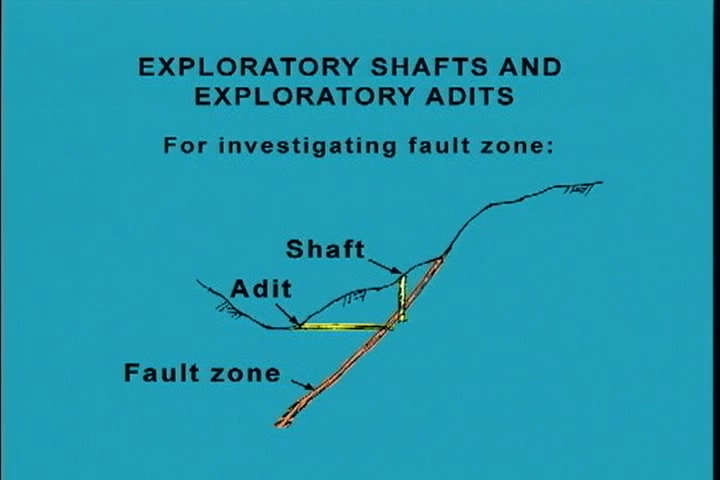 EXPLORATORY SHAFTS AND
EXPLORATORY ADITS
For investigating fault zone:
Shaft
Adit
Fault zone